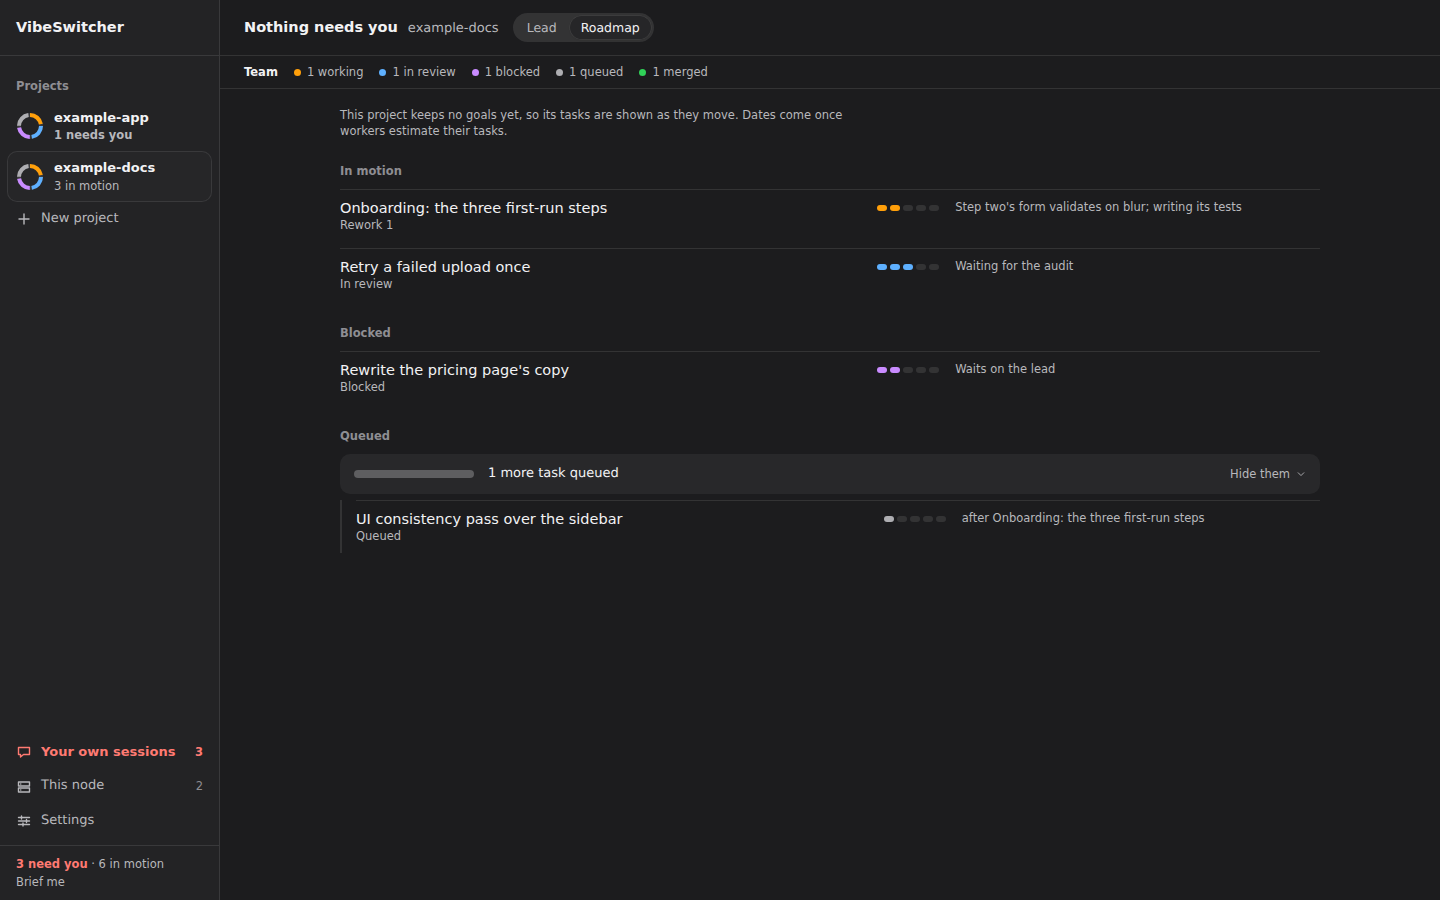 VibeSwitcher
Projects
example-app
1 needs you
example-docs
3 in motion
New project
Your own sessions 3
This node 2
Settings
3 need you · 6 in motion
Brief me
Nothing needs you example-docs Lead Roadmap
Team 1 working 1 in review 1 blocked 1 queued 1 merged
This project keeps no goals yet, so its tasks are shown as they move. Dates come once
workers estimate their tasks.
In motion
Onboarding: the three first-run steps
Rework 1
Step two's form validates on blur; writing its tests
Retry a failed upload once
In review
Waiting for the audit
Blocked
Rewrite the pricing page's copy
Blocked
Waits on the lead
Queued
1 more task queued Hide them
UI consistency pass over the sidebar
Queued
after Onboarding: the three first-run steps